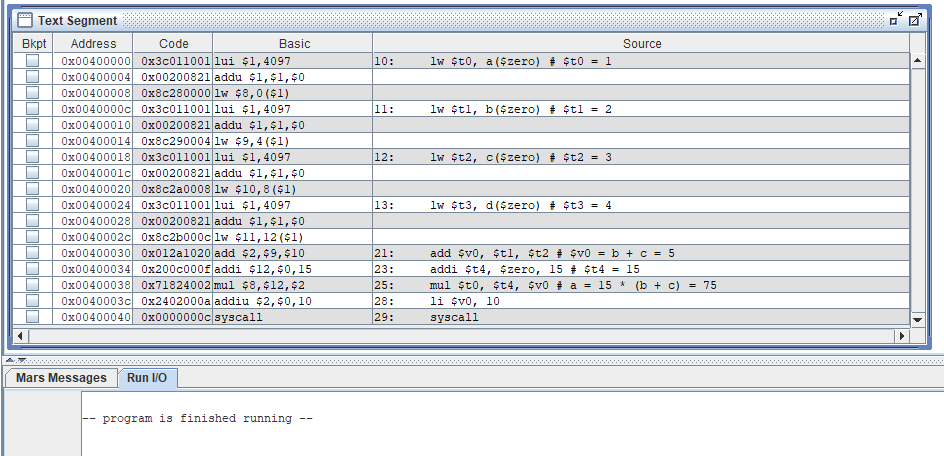 Text Segment
Bkpt Address Code Basic Source
0x00400000 0x3c011001 lui $1,4097 10: lw $t0, a($zero) # $t0 = 1
0x00400004 0x00200821 addu $1,$1,$0
0x00400008 0x8c280000 lw $8,0($1)
0x0040000c 0x3c011001 lui $1,4097 11: lw $t1, b($zero) # $t1 = 2
0x00400010 0x00200821 addu $1,$1,$0
0x00400014 0x8c290004 lw $9,4($1)
0x00400018 0x3c011001 lui $1,4097 12: lw $t2, c($zero) # $t2 = 3
0x0040001c 0x00200821 addu $1,$1,$0
0x00400020 0x8c2a0008 lw $10,8($1)
0x00400024 0x3c011001 lui $1,4097 13: lw $t3, d($zero) # $t3 = 4
0x00400028 0x00200821 addu $1,$1,$0
0x0040002c 0x8c2b000c lw $11,12($1)
0x00400030 0x012a1020 add $2,$9,$10 21: add $v0, $t1, $t2 # $v0 = b + c = 5
0x00400034 0x200c000f addi $12,$0,15 23: addi $t4, $zero, 15 # $t4 = 15
0x00400038 0x71824002 mul $8,$12,$2 25: mul $t0, $t4, $v0 # a = 15 * (b + c) = 75
0x0040003c 0x2402000a addiu $2,$0,10 28: li $v0, 10
0x00400040 0x0000000c syscall 29: syscall
Mars Messages Run I/O
-- program is finished running --